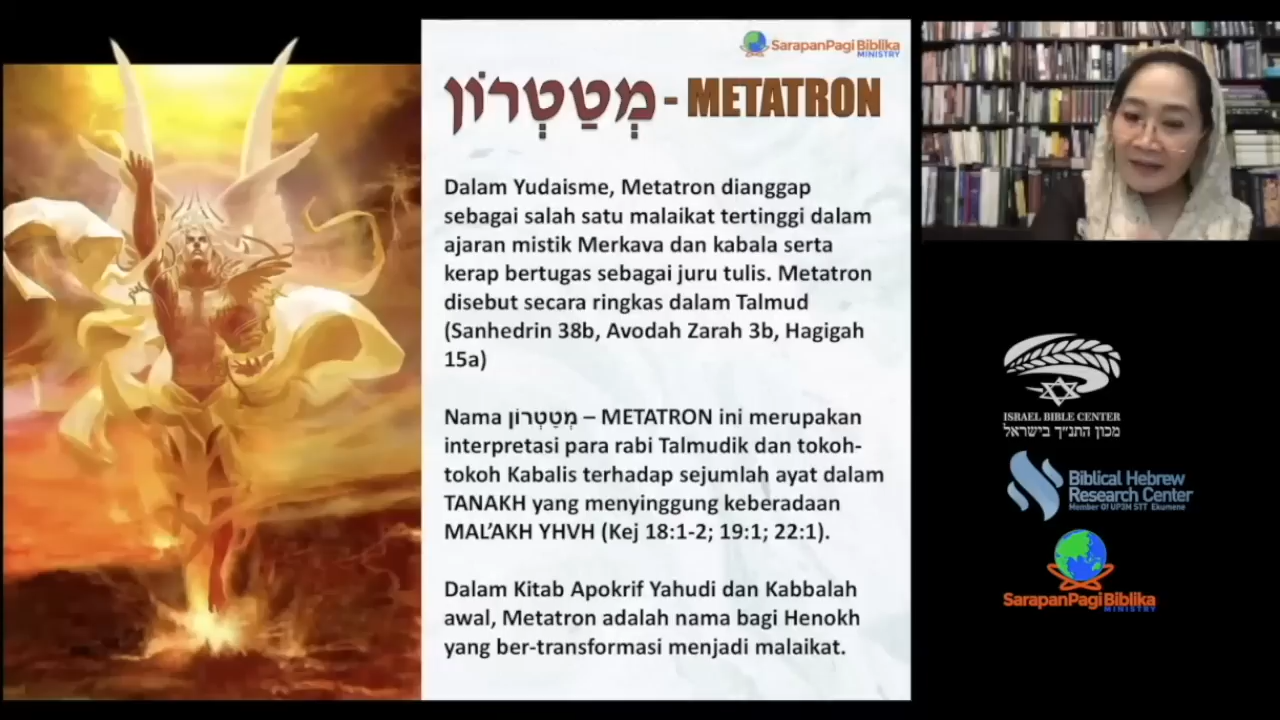 SarapanPagi Biblika
MINISTRY
מְטַטְרוֹן - METATRON
Dalam Yudaisme, Metatron dianggap
sebagai salah satu malaikat tertinggi dalam
ajaran mistik Merkava dan kabala serta
kerap bertugas sebagai juru tulis. Metatron
disebut secara ringkas dalam Talmud
(Sanhedrin 38b, Avodah Zarah 3b, Hagigah
15a)
Nama מְטַטְרוֹן – METATRON ini merupakan
interpretasi para rabi Talmudik dan tokoh-
tokoh Kabalis terhadap sejumlah ayat dalam
TANAKH yang menyinggung keberadaan
MAL’AKH YHVH (Kej 18:1-2; 19:1; 22:1).
Dalam Kitab Apokrif Yahudi dan Kabbalah
awal, Metatron adalah nama bagi Henokh
yang ber-transformasi menjadi malaikat.
ISRAEL BIBLE CENTER
מכון התנ״ך בישראל
Biblical Hebrew
Research Center
Member Of UP3M STT Ekumene
SarapanPagi Biblika
MINISTRY